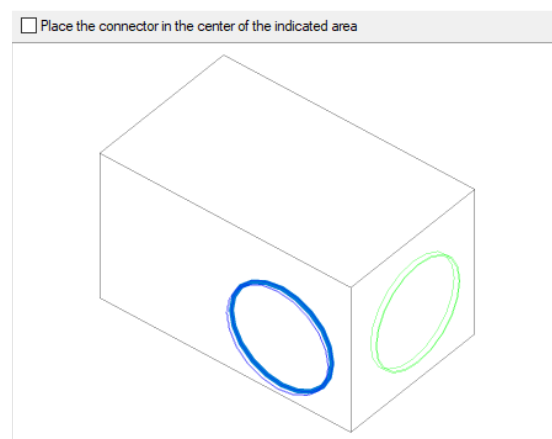 Place the connector in the center of the indicated area